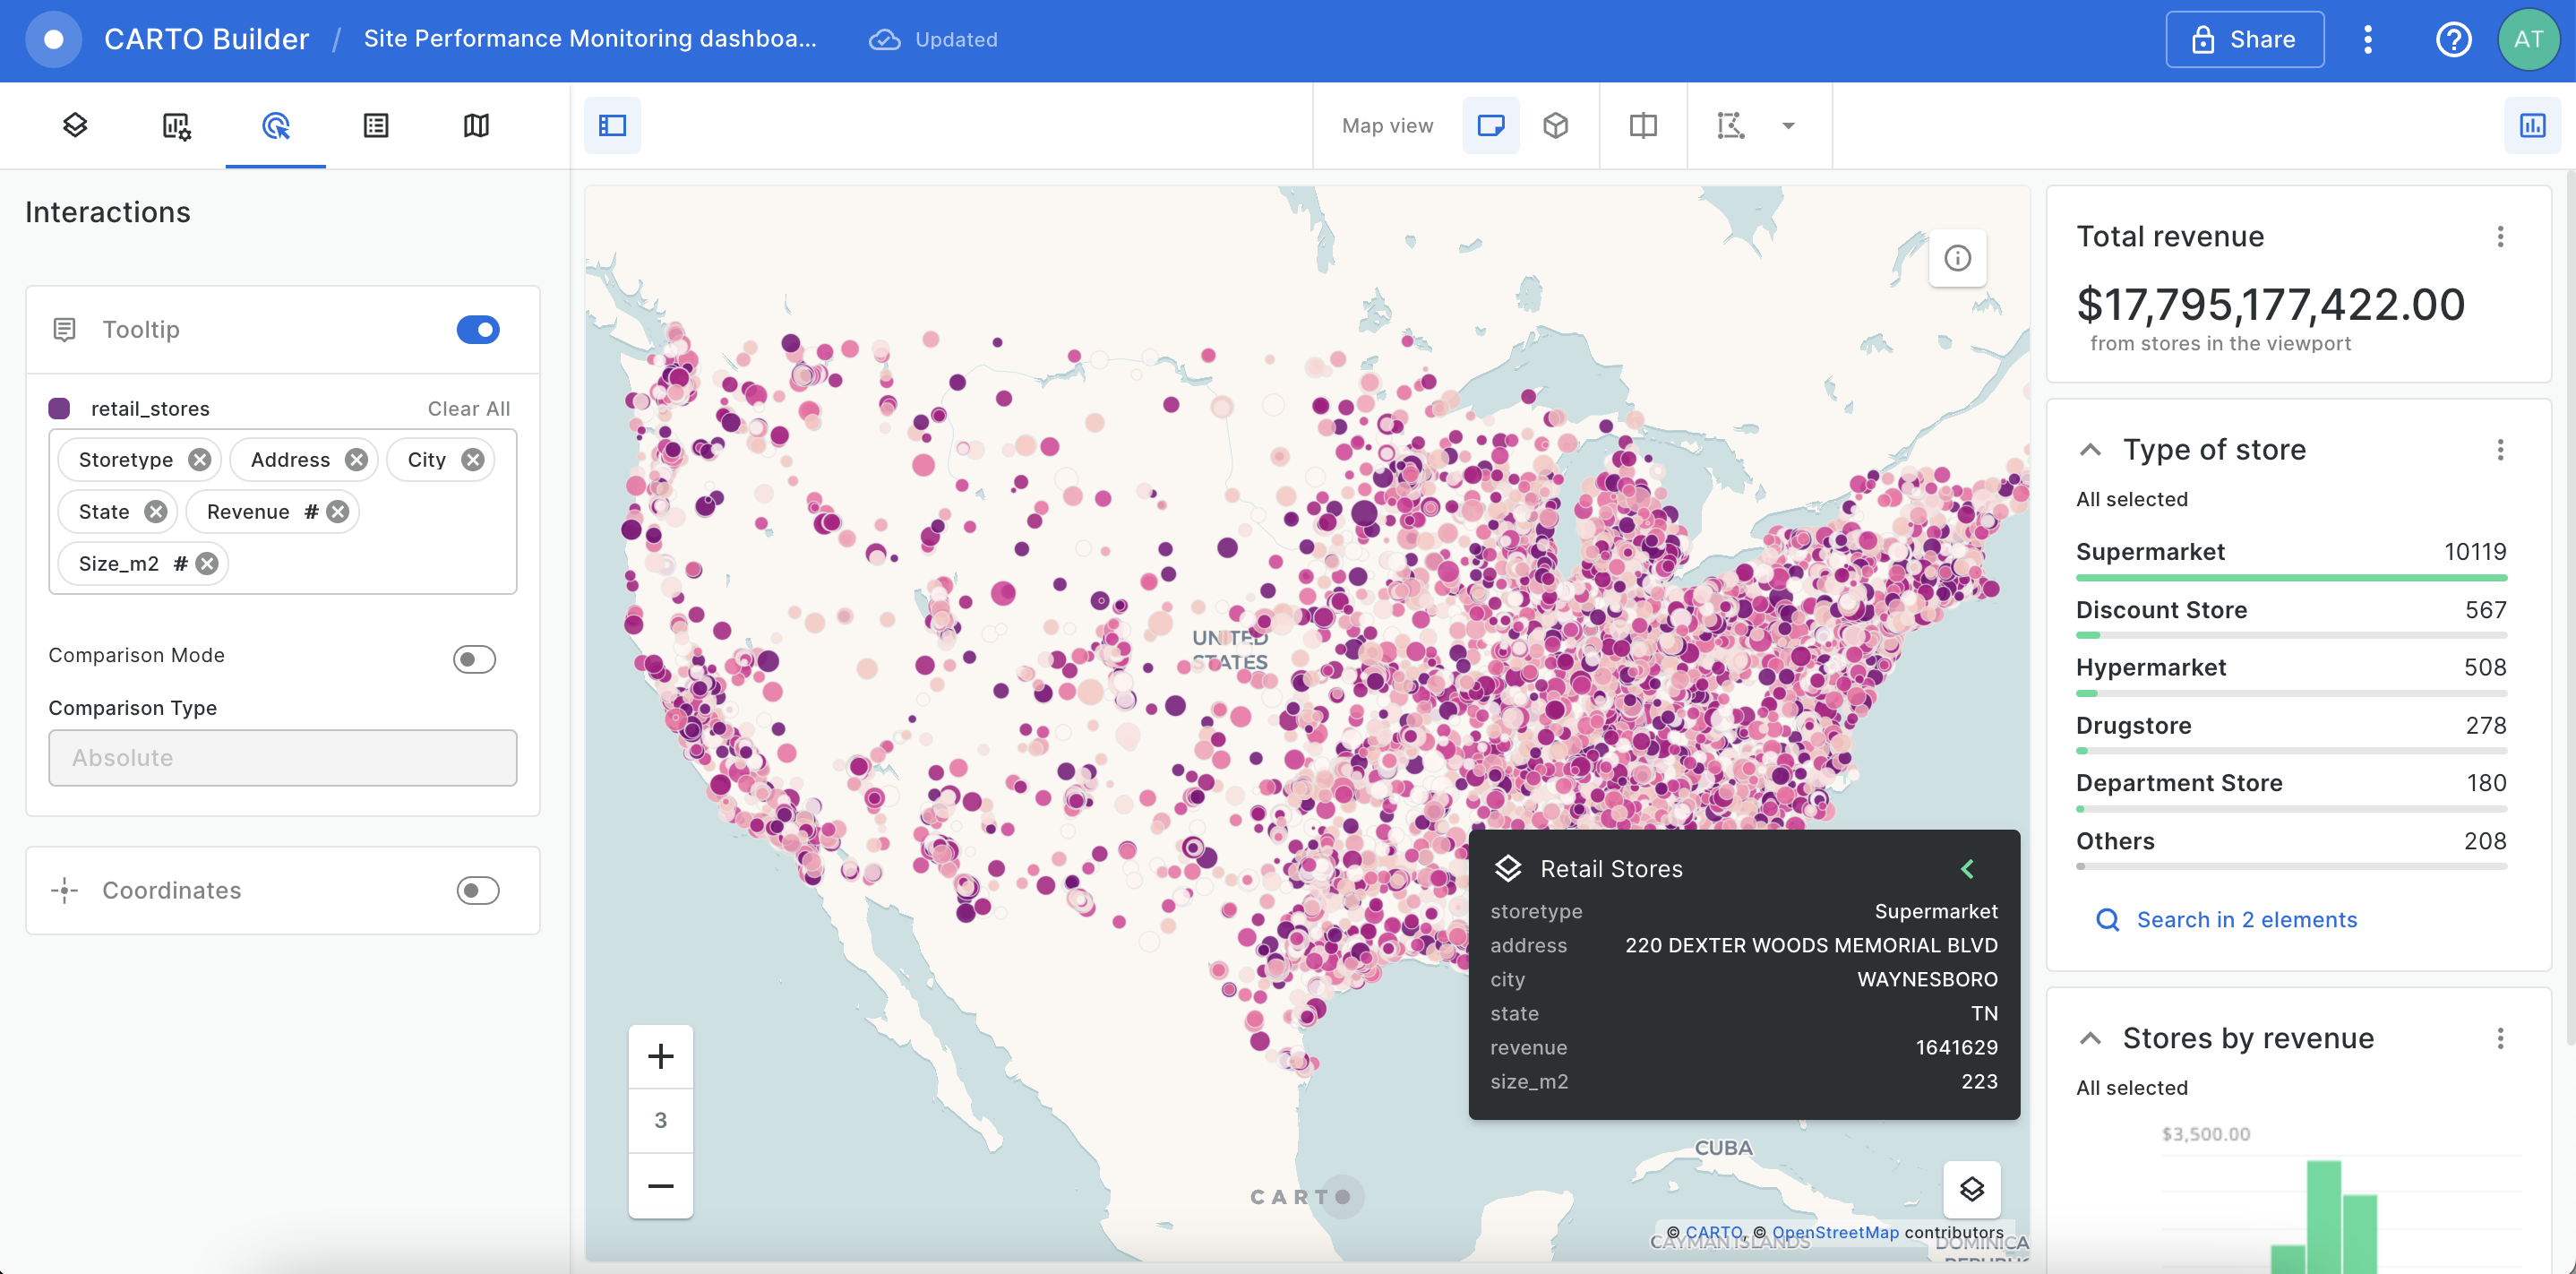 CARTO Builder / Site Performance Monitoring dashboa... Updated
Share
AT
Map view
Interactions
Tooltip
retail_stores Clear All
Storetype Address City
State Revenue #
Size_m2 #
Comparison Mode
Comparison Type
Absolute
Coordinates
UNITED
STATES
Retail Stores
storetype Supermarket
address 220 DEXTER WOODS MEMORIAL BLVD
city WAYNESBORO
state TN
revenue 1641629
size_m2 223
3
CUBA
CARTO
© CARTO, © OpenStreetMap contributors
CAYMAN ISLANDS
DOMINICA
Total revenue
$17,795,177,422.00
from stores in the viewport
Type of store
All selected
Supermarket 10119
Discount Store 567
Hypermarket 508
Drugstore 278
Department Store 180
Others 208
Search in 2 elements
Stores by revenue
All selected
$3,500.00